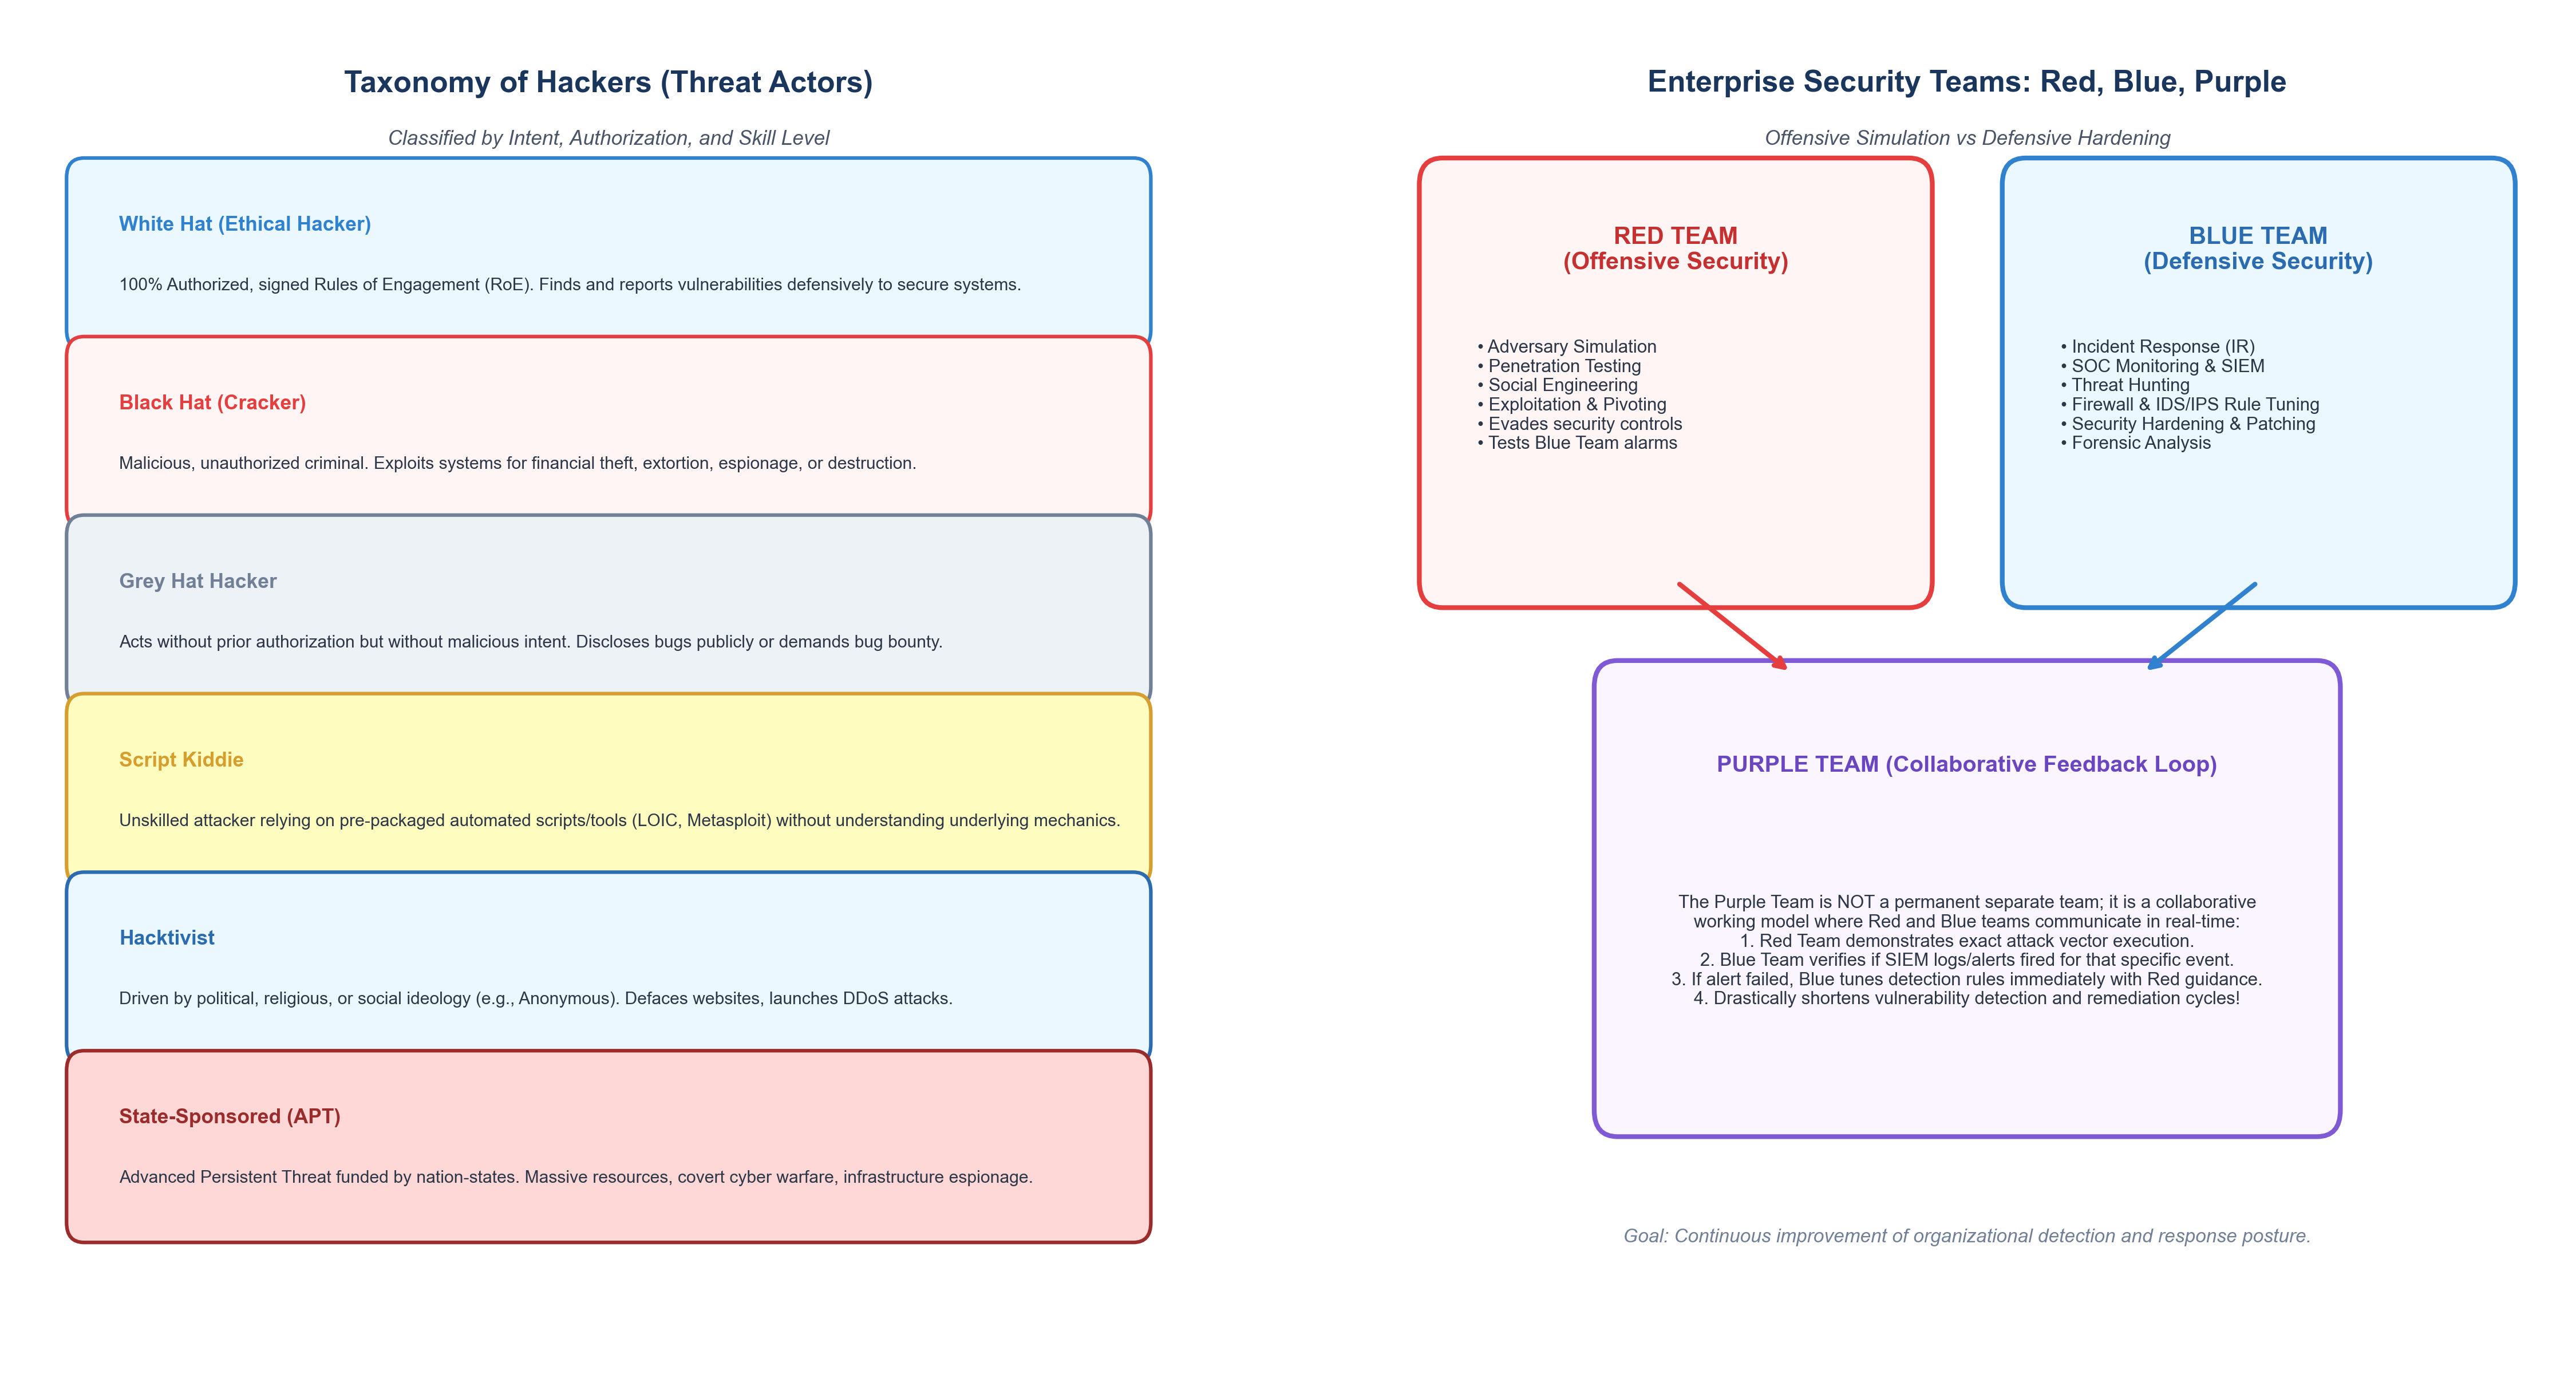 Taxonomy of Hackers (Threat Actors)
Classified by Intent, Authorization, and Skill Level
White Hat (Ethical Hacker)
100% Authorized, signed Rules of Engagement (RoE). Finds and reports vulnerabilities defensively to secure systems.
Black Hat (Cracker)
Malicious, unauthorized criminal. Exploits systems for financial theft, extortion, espionage, or destruction.
Grey Hat Hacker
Acts without prior authorization but without malicious intent. Discloses bugs publicly or demands bug bounty.
Script Kiddie
Unskilled attacker relying on pre-packaged automated scripts/tools (LOIC, Metasploit) without understanding underlying mechanics.
Hacktivist
Driven by political, religious, or social ideology (e.g., Anonymous). Defaces websites, launches DDoS attacks.
State-Sponsored (APT)
Advanced Persistent Threat funded by nation-states. Massive resources, covert cyber warfare, infrastructure espionage.
Enterprise Security Teams: Red, Blue, Purple
Offensive Simulation vs Defensive Hardening
RED TEAM
(Offensive Security)
• Adversary Simulation
• Penetration Testing
• Social Engineering
• Exploitation & Pivoting
• Evades security controls
• Tests Blue Team alarms
BLUE TEAM
(Defensive Security)
• Incident Response (IR)
• SOC Monitoring & SIEM
• Threat Hunting
• Firewall & IDS/IPS Rule Tuning
• Security Hardening & Patching
• Forensic Analysis
PURPLE TEAM (Collaborative Feedback Loop)
The Purple Team is NOT a permanent separate team; it is a collaborative
working model where Red and Blue teams communicate in real-time:
1. Red Team demonstrates exact attack vector execution.
2. Blue Team verifies if SIEM logs/alerts fired for that specific event.
3. If alert failed, Blue tunes detection rules immediately with Red guidance.
4. Drastically shortens vulnerability detection and remediation cycles!
Goal: Continuous improvement of organizational detection and response posture.